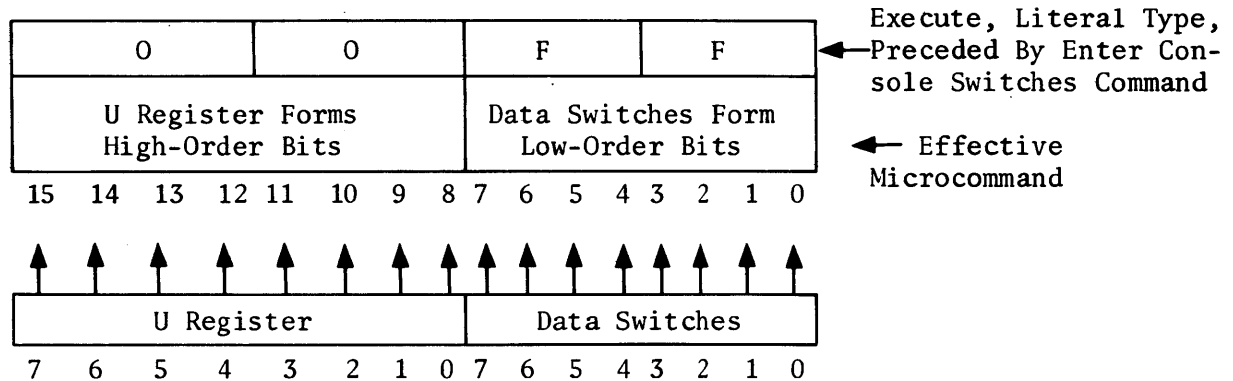 0 0 F F
Execute, Literal Type,
Preceded By Enter Con-
sole Switches Command
U Register Forms
High-Order Bits
Data Switches Form
Low-Order Bits
Effective
Microcommand
15 14 13 12 11 10 9 8 7 6 5 4 3 2 1 0
U Register Data Switches
7 6 5 4 3 2 1 0 7 6 5 4 3 2 1 0